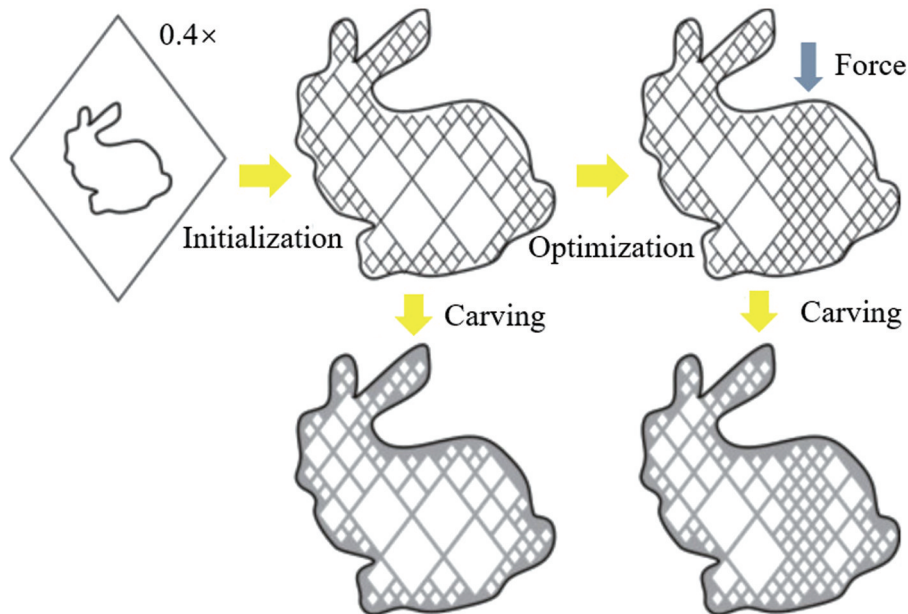 0.4×
Force
Initialization
Optimization
Carving
Carving